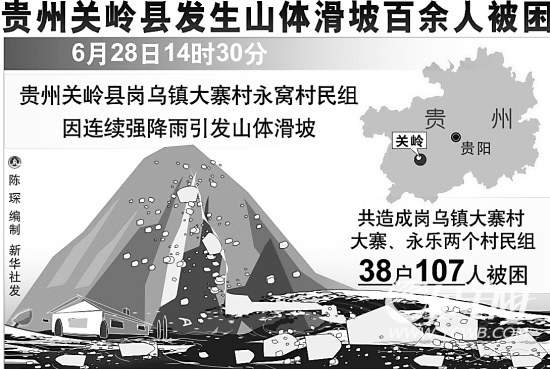 贵州关岭县发生山体滑坡百余人被困
6月28日14时30分
贵州关岭县岗乌镇大寨村永窝村民组
因连续强降雨引发山体滑坡
贵 州
关岭
贵阳
陈琛 编制 新华社发
共造成岗乌镇大寨村
大寨、永乐两个村民组
38户107人被困